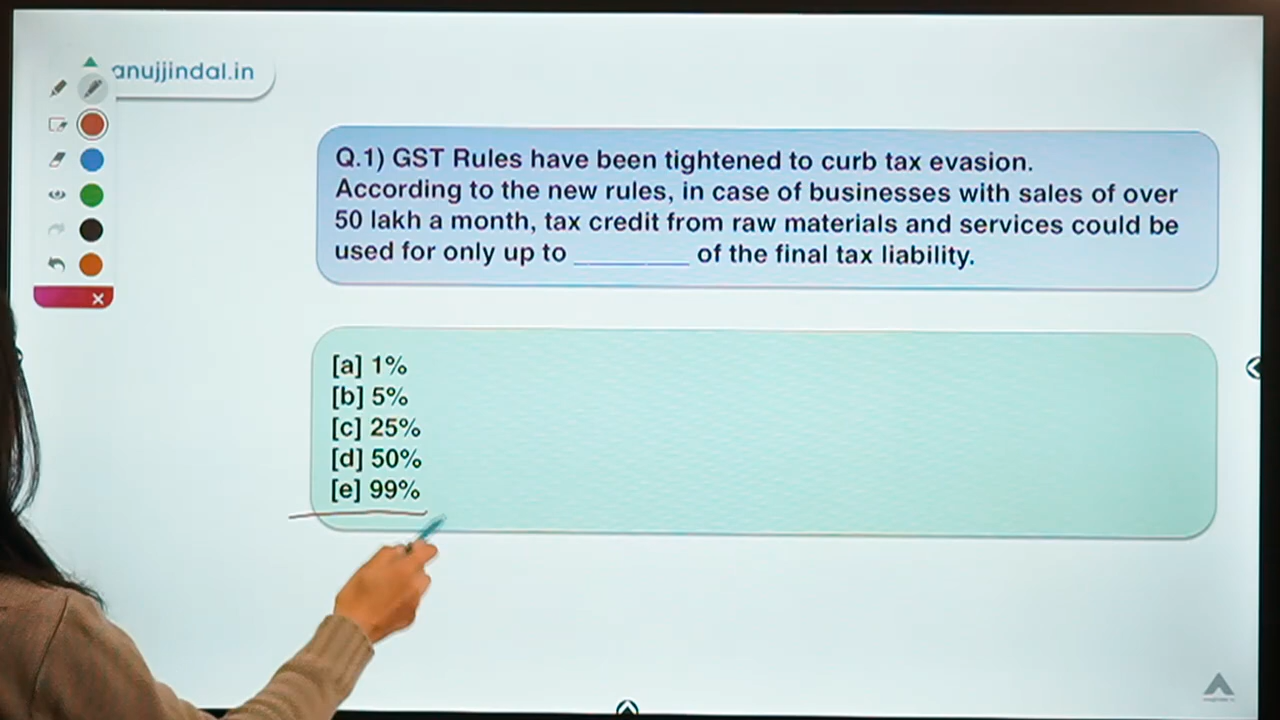 anujjindal.in
Q.1) GST Rules have been tightened to curb tax evasion.
According to the new rules, in case of businesses with sales of over
50 lakh a month, tax credit from raw materials and services could be
used for only up to _________ of the final tax liability.
[a] 1%
[b] 5%
[c] 25%
[d] 50%
[e] 99%